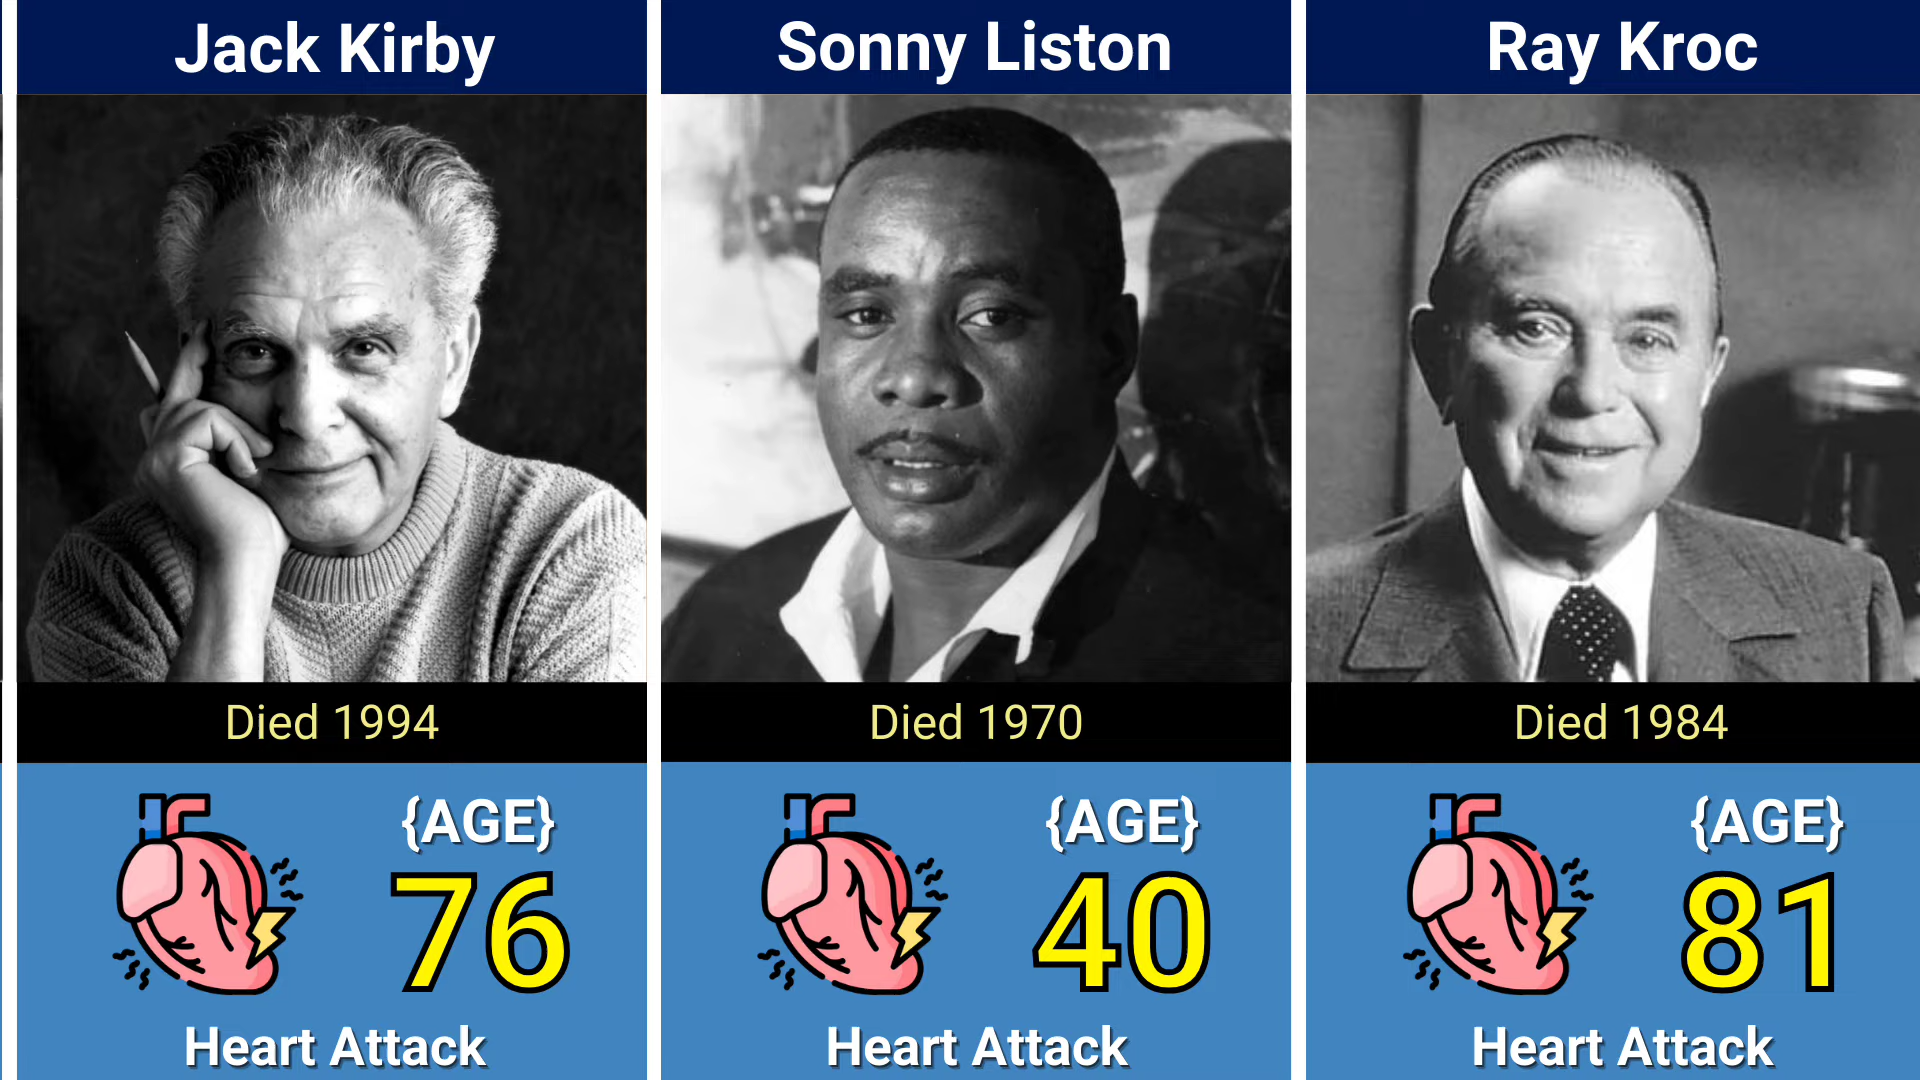 Jack Kirby
Died 1994
{AGE}
76
Heart Attack
Sonny Liston
Died 1970
{AGE}
40
Heart Attack
Ray Kroc
Died 1984
{AGE}
81
Heart Attack